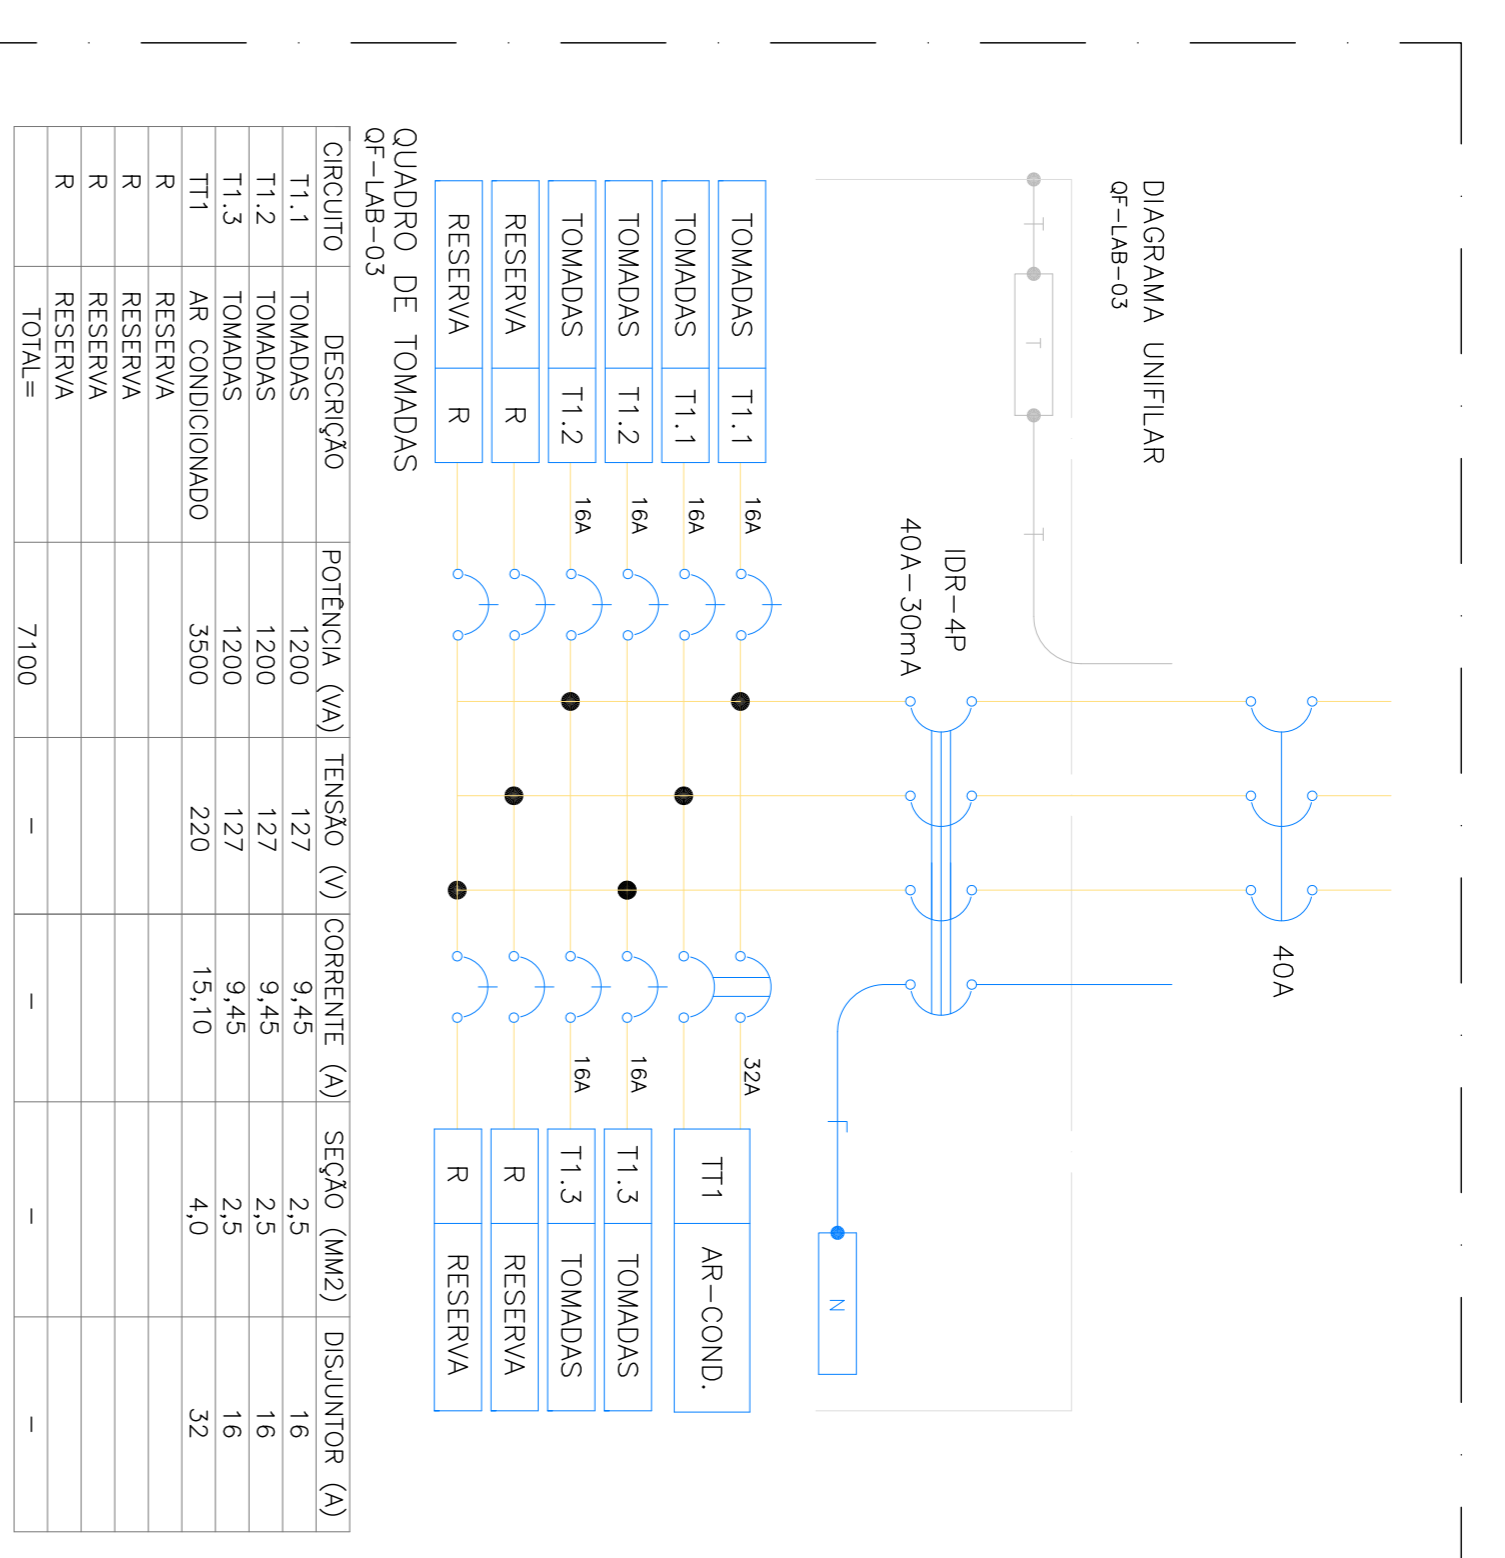 DIAGRAMA UNIFILAR
QF-LAB-03
40A
IDR-4P
40A-30mA
T
T
T
N
TOMADAS T1.1 16A 32A TT1 AR-COND.
TOMADAS T1.1 16A
TOMADAS T1.2 16A T1.3 TOMADAS
TOMADAS T1.2 16A 16A T1.3 TOMADAS
RESERVA R R RESERVA
RESERVA R R RESERVA
QUADRO DE TOMADAS
QF-LAB-03
CIRCUITO DESCRIÇÃO POTÊNCIA (VA) TENSÃO (V) CORRENTE (A) SEÇÃO (MM2) DISJUNTOR (A)
T1.1 TOMADAS 1200 127 9,45 2,5 16
T1.2 TOMADAS 1200 127 9,45 2,5 16
T1.3 TOMADAS 1200 127 9,45 2,5 16
TT1 AR CONDICIONADO 3500 220 15,10 4,0 32
R RESERVA
R RESERVA
R RESERVA
R RESERVA
TOTAL= 7100 - - - -